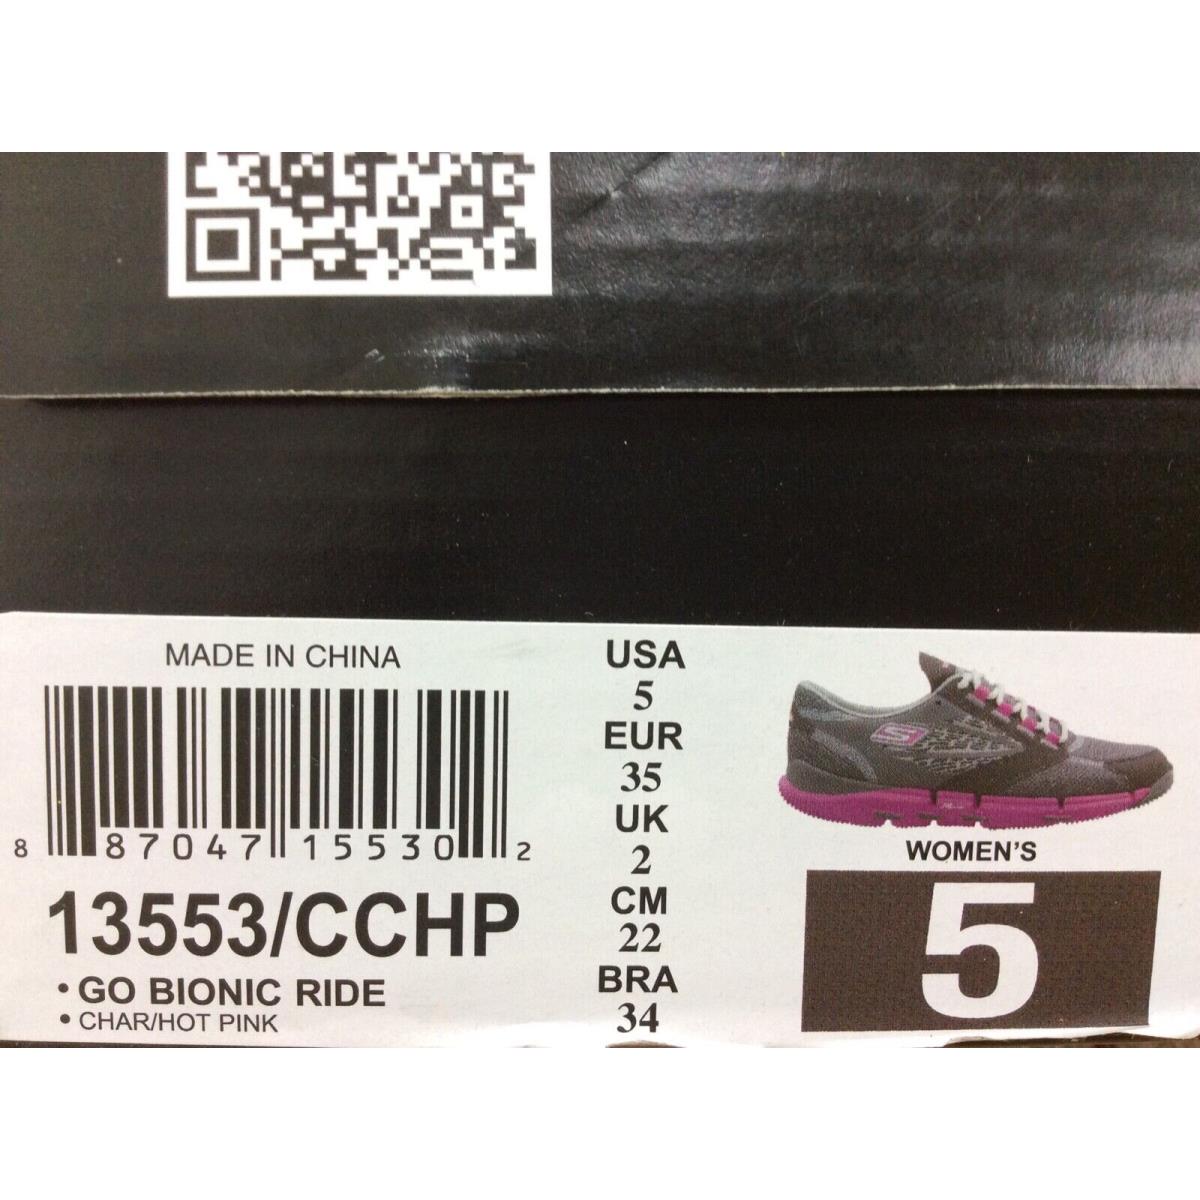 MADE IN CHINA
8 87047 15530 2
13553/CCHP
• GO BIONIC RIDE
• CHAR/HOT PINK
USA
5
EUR
35
UK
2
CM
22
BRA
34
S
WOMEN'S
5